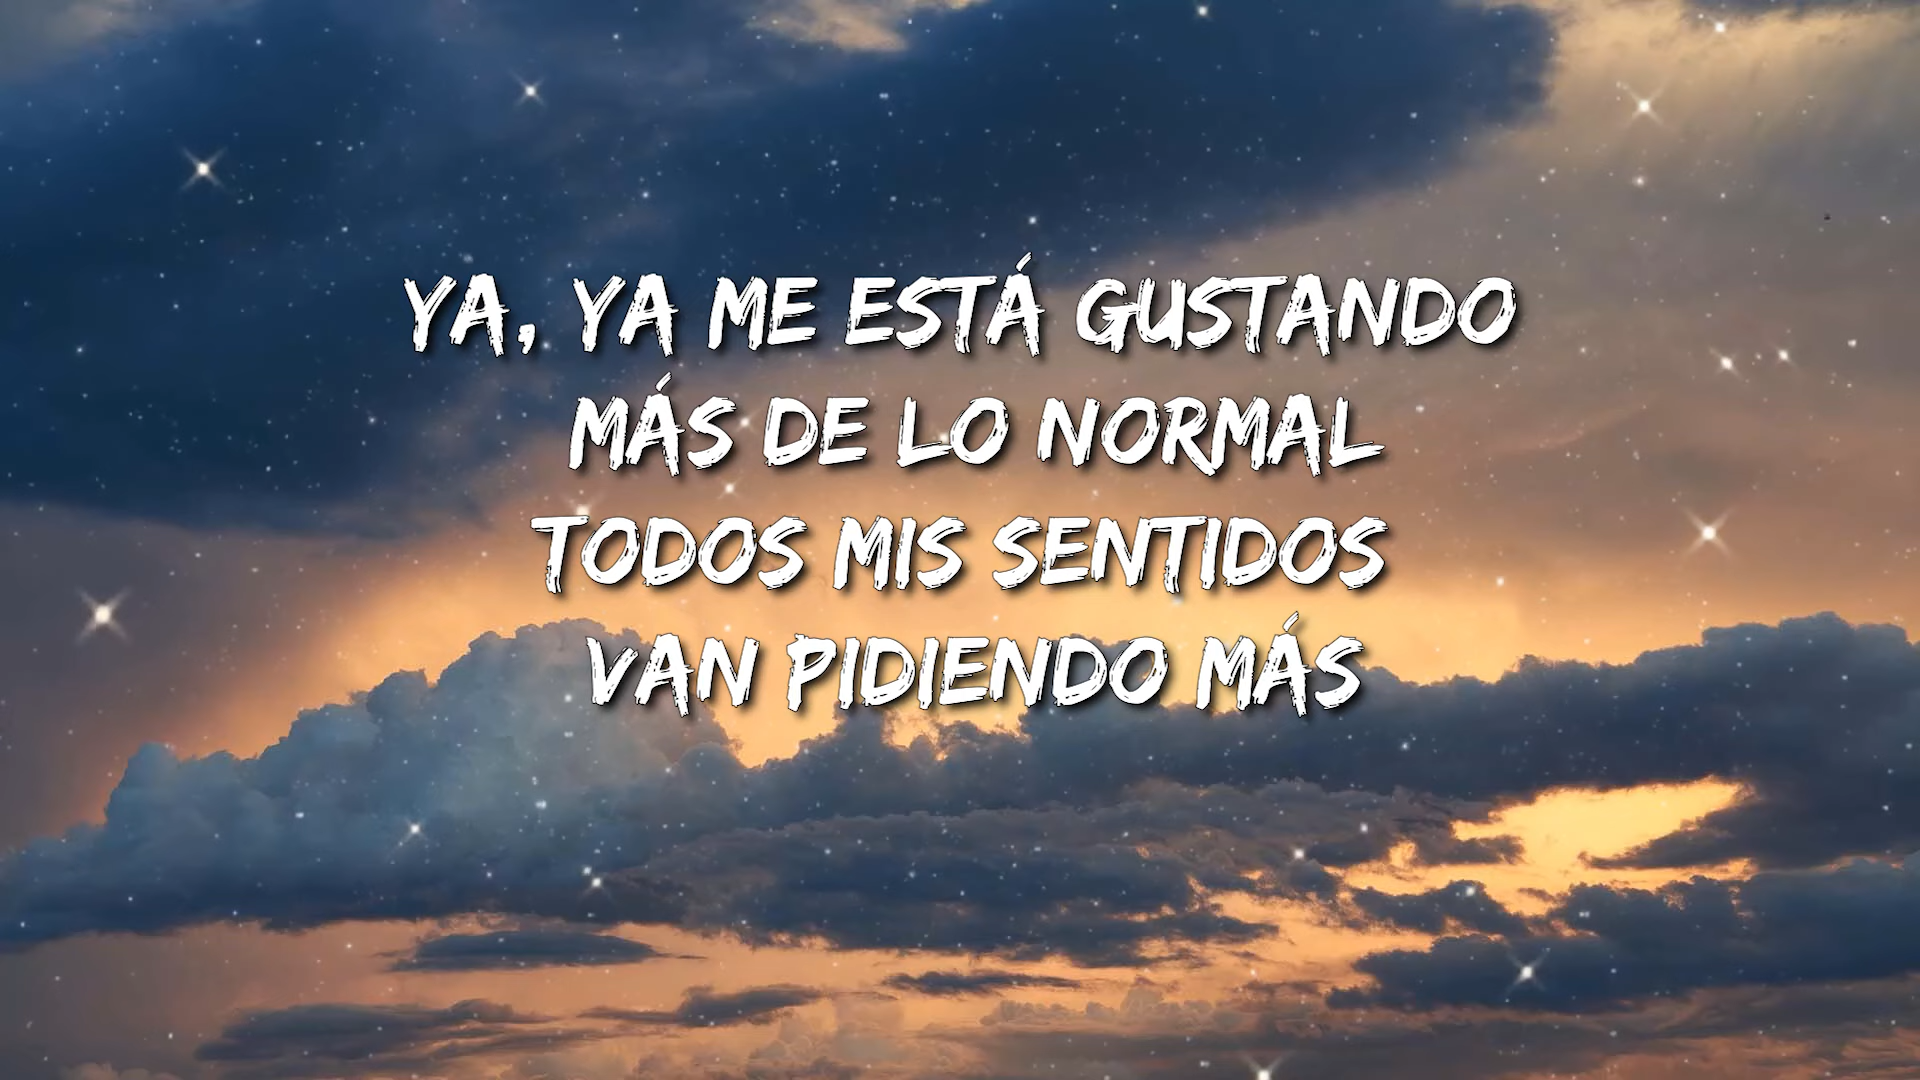 YA, YA ME ESTÁ GUSTANDO
MÁS DE LO NORMAL
TODOS MIS SENTIDOS
VAN PIDIENDO MÁS